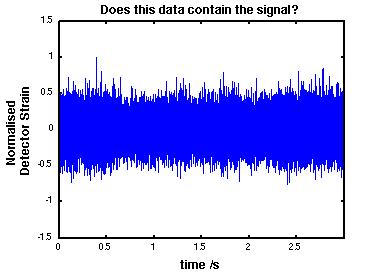 Does this data contain the signal?
1.5
1
0.5
0
-0.5
-1
-1.5
Normalised
Detector Strain
0 0.5 1 1.5 2 2.5
time /s